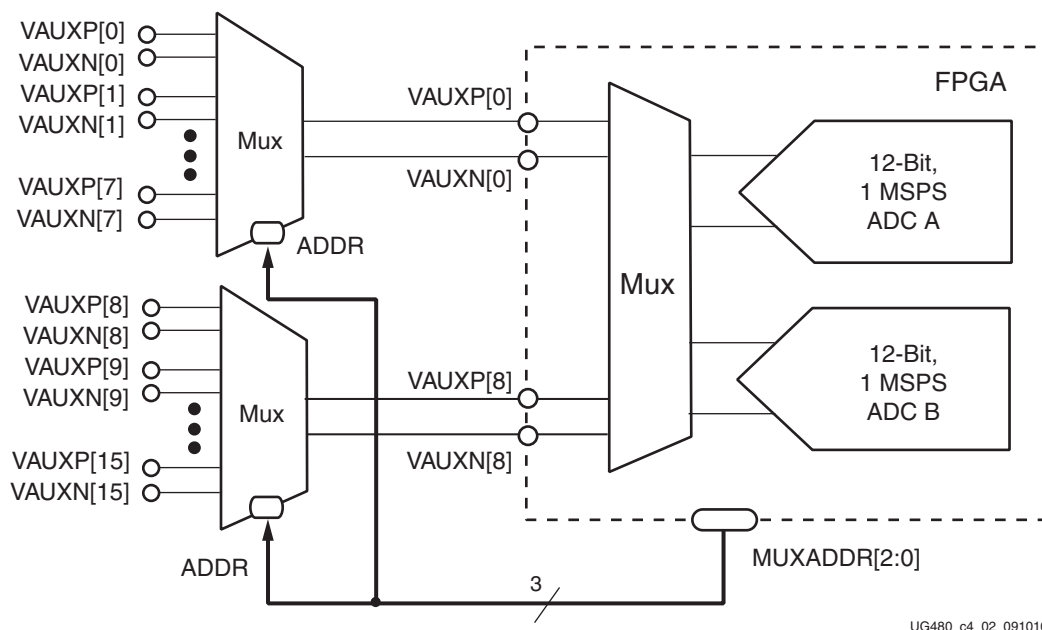 VAUXP[0]
VAUXN[0]
VAUXP[1]
VAUXN[1]
VAUXP[7]
VAUXN[7]
Mux
ADDR
VAUXP[8]
VAUXN[8]
VAUXP[9]
VAUXN[9]
VAUXP[15]
VAUXN[15]
Mux
ADDR
VAUXP[0]
VAUXN[0]
VAUXP[8]
VAUXN[8]
FPGA
Mux
12-Bit,
1 MSPS
ADC A
12-Bit,
1 MSPS
ADC B
MUXADDR[2:0]
3
UG480_c4_02_091010